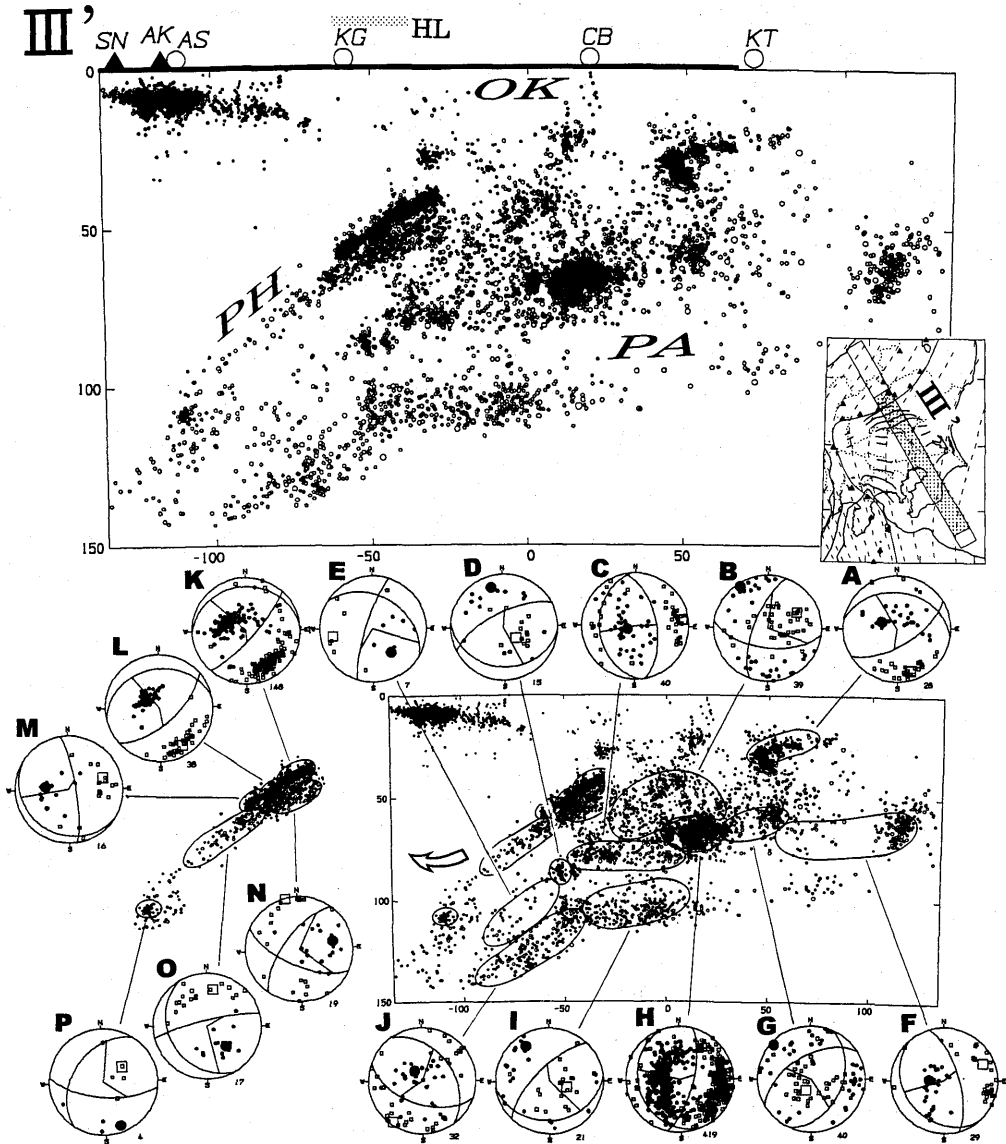 III'
HL
SN AK AS KG CB KT
0
OK
50
PH
PA
100
III'
150
-100 -50 0 50
K E D C B A
N N N N N N
W E W E W E W E W E W E
S S S S S S
148 7 15 40 39 28
L
N
W E
S
38
M
N
W E
S
16
0
50
100
150
-100 -50 0 50 100
N
N
W E
S
19
O
N
W E
S
17
P
N
W E
S
4
J I H G F
N N N N N
W E W E W E W E W E
S S S S S
32 21 419 40 29